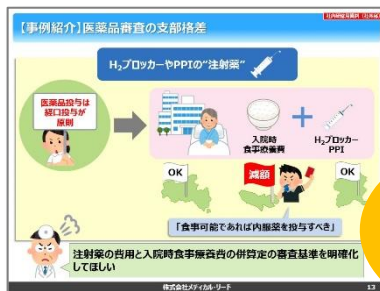 【事例紹介】医薬品審査の支部格差
H₂ブロッカーやPPIの“注射薬”
医薬品投与は
経口投与が
原則
入院時
食事療養費
H₂ブロッカー
PPI
OK
減額
OK
「食事可能であれば内服薬を投与すべき」
注射薬の費用と入院時食事療養費の併算定の審査基準を明確化
してほしい
株式会社メディカル・リード
13